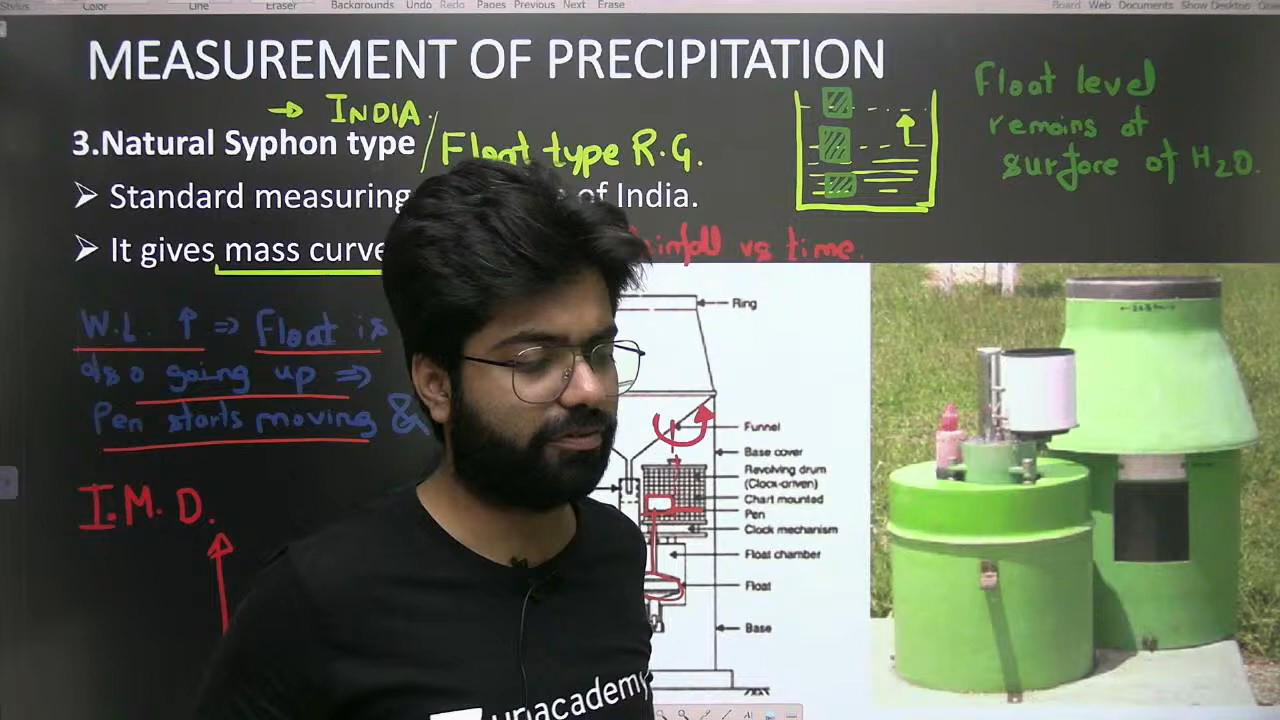 Stylus
Color
Line
Eraser
Backgrounds
Undo
Redo
Pages
Previous
Next
Erase
Board
Web
Documents
Show Desktop
MEASUREMENT OF PRECIPITATION
→ INDIA
3.Natural Syphon type / Float type R.G.
➢ Standard measuring of India.
➢ It gives mass curve vs time.
Float level
remains at
surface of H2O.
W.L. ↑ ⇒ Float is
also going up ⇒
Pen starts moving &
I.M.D.
Ring
Funnel
Base cover
Revolving drum
(Clock-driven)
Chart mounted
Pen
Clock mechanism
Float chamber
Float
Base